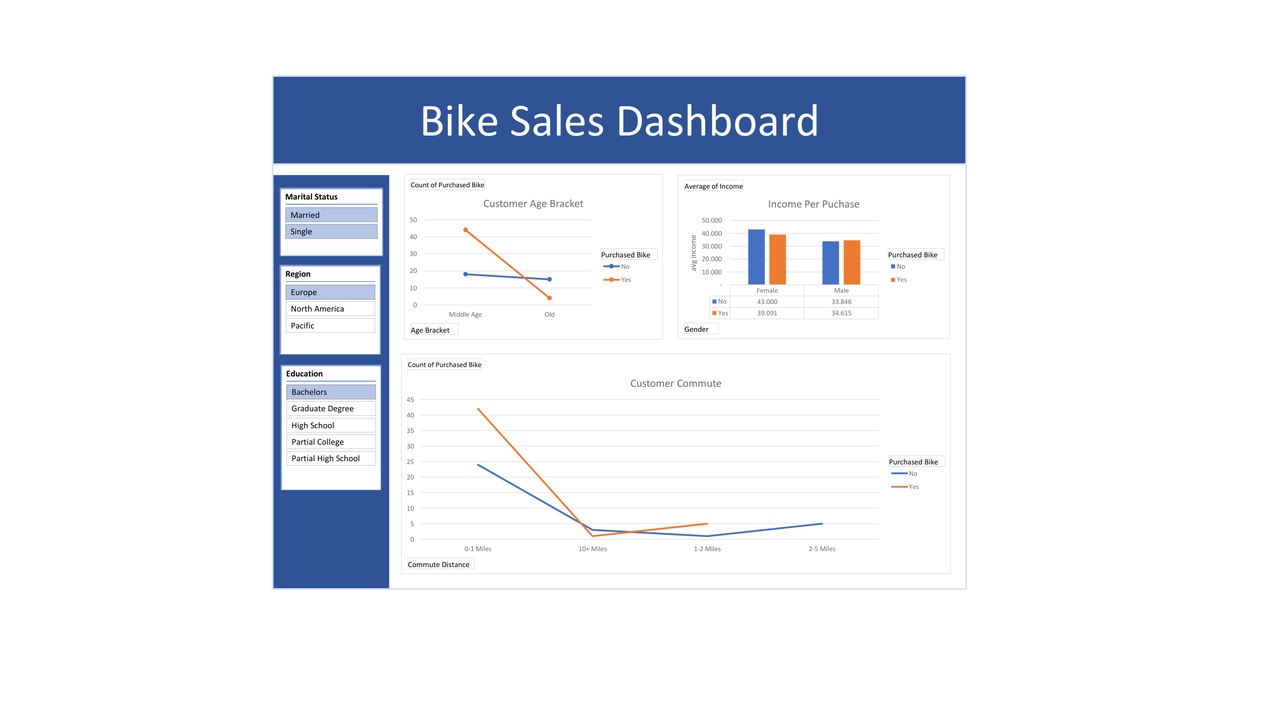 Bike Sales Dashboard
Marital Status
Married
Single
Region
Europe
North America
Pacific
Education
Bachelors
Graduate Degree
High School
Partial College
Partial High School
Count of Purchased Bike
Customer Age Bracket
50
40
30
20
10
0
Middle Age Old
Purchased Bike
No
Yes
Age Bracket
Average of Income
Income Per Puchase
avg income
50.000
40.000
30.000
20.000
10.000
-
Female Male
No 43.000 33.846
Yes 39.091 34.615
Purchased Bike
No
Yes
Gender
Count of Purchased Bike
Customer Commute
45
40
35
30
25
20
15
10
5
0
0-1 Miles 10+ Miles 1-2 Miles 2-5 Miles
Purchased Bike
No
Yes
Commute Distance